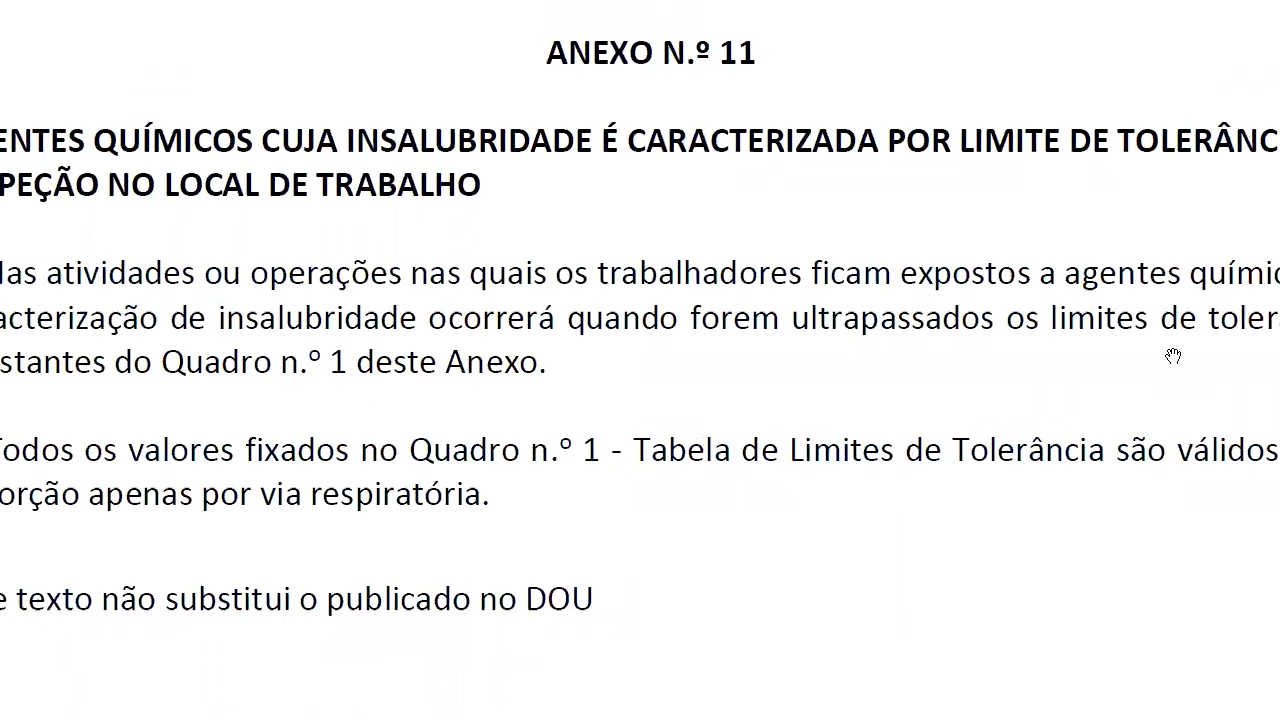 ANEXO N.º 11
ENTES QUÍMICOS CUJA INSALUBRIDADE É CARACTERIZADA POR LIMITE DE TOLERÂNC
PEÇÃO NO LOCAL DE TRABALHO
las atividades ou operações nas quais os trabalhadores ficam expostos a agentes químic
acterização de insalubridade ocorrerá quando forem ultrapassados os limites de toler
stantes do Quadro n.º 1 deste Anexo.
Todos os valores fixados no Quadro n.º 1 - Tabela de Limites de Tolerância são válidos
orção apenas por via respiratória.
e texto não substitui o publicado no DOU